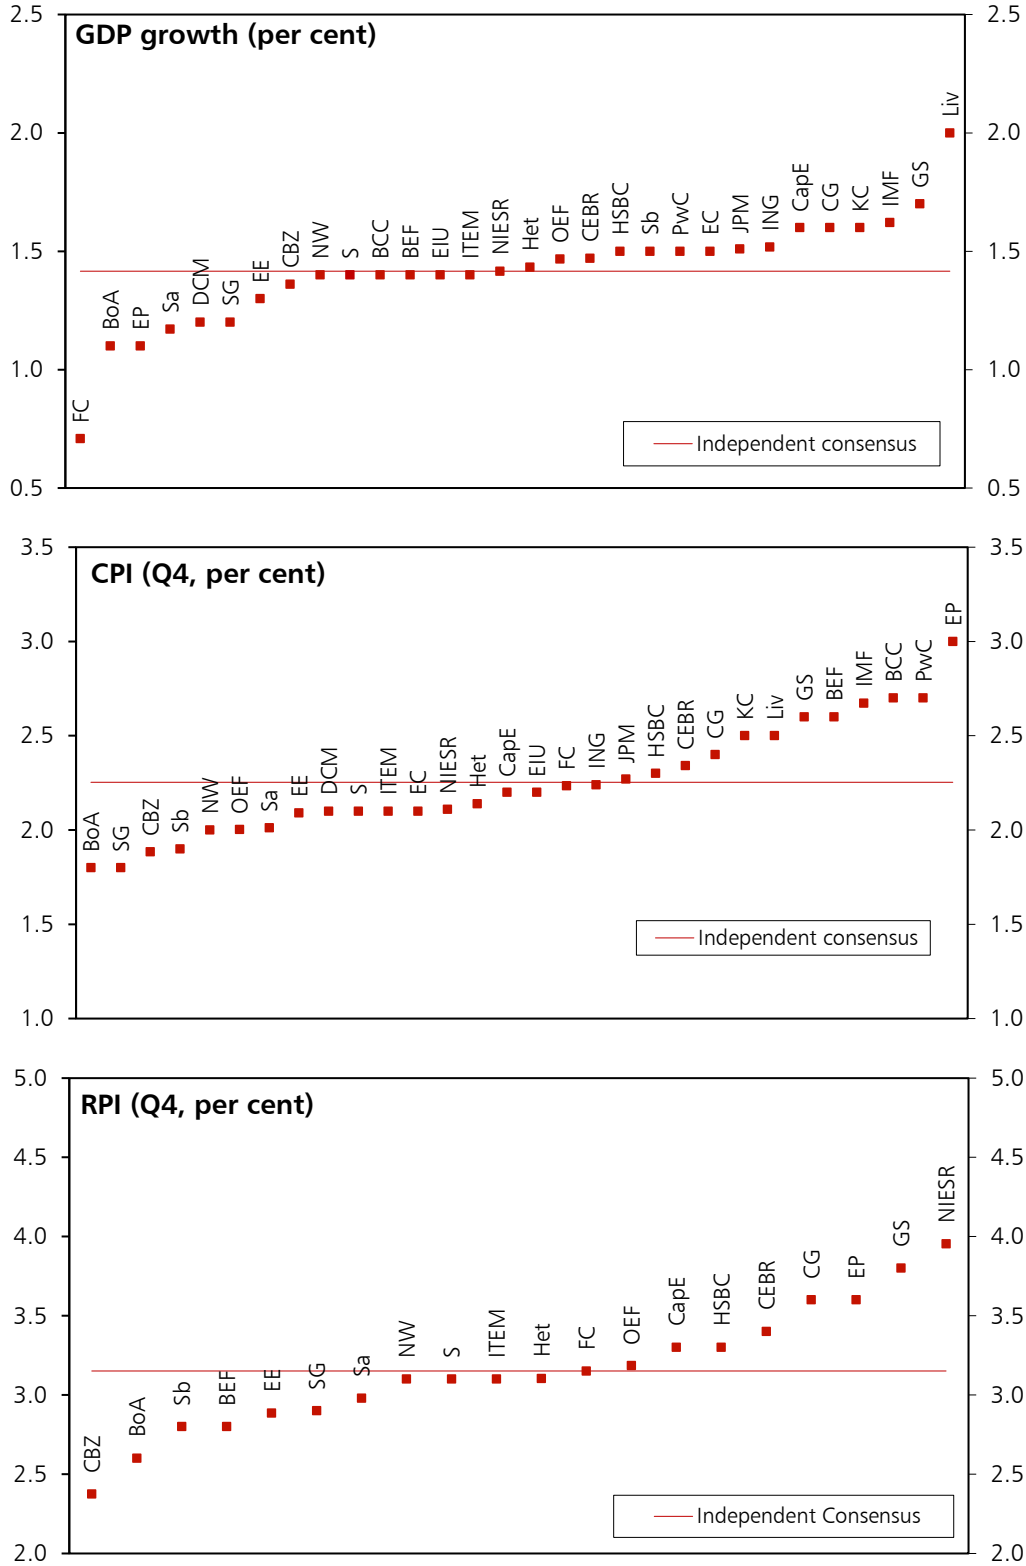 GDP growth (per cent)
2.5 2.5
2.0 2.0
1.5 1.5
1.0 1.0
0.5 0.5
FC BoA EP Sa DCM SG EE CBZ NW S BCC BEF EIU ITEM NIESR Het OEF CEBR HSBC Sb PwC EC JPM ING CapE CG KC IMF GS Liv
Independent consensus
CPI (Q4, per cent)
3.5 3.5
3.0 3.0
2.5 2.5
2.0 2.0
1.5 1.5
1.0 1.0
BoA SG CBZ Sb NW OEF Sa EE DCM S ITEM EC NIESR Het CapE EIU FC ING JPM HSBC CEBR CG KC Liv GS BEF IMF BCC PwC EP
Independent consensus
RPI (Q4, per cent)
5.0 5.0
4.5 4.5
4.0 4.0
3.5 3.5
3.0 3.0
2.5 2.5
2.0 2.0
CBZ BoA Sb BEF EE SG Sa NW S ITEM Het FC OEF CapE HSBC CEBR CG EP GS NIESR
Independent Consensus